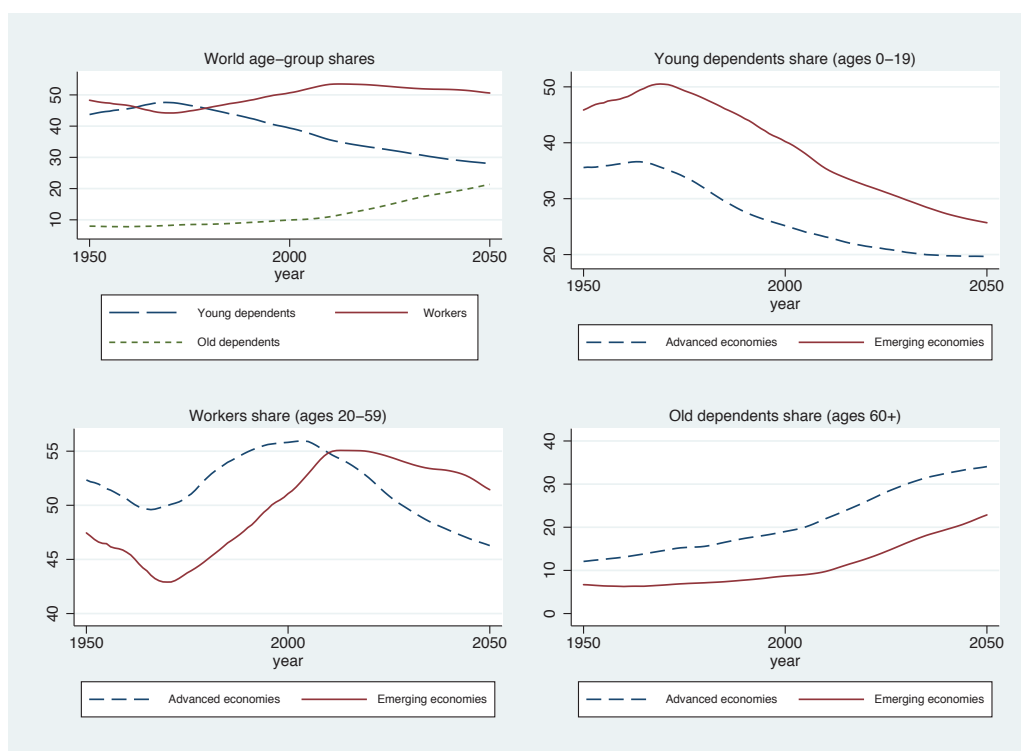 World age−group shares
50
40
30
20
10
1950 2000 2050
year
Young dependents Workers
Old dependents
Young dependents share (ages 0−19)
50
40
30
20
1950 2000 2050
year
Advanced economies Emerging economies
Workers share (ages 20−59)
55
50
45
40
1950 2000 2050
year
Advanced economies Emerging economies
Old dependents share (ages 60+)
40
30
20
10
0
1950 2000 2050
year
Advanced economies Emerging economies